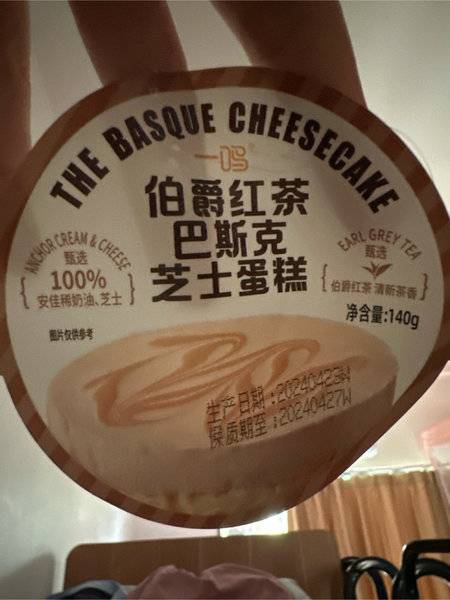 THE BASQUE CHEESECAKE
一鸣
伯爵红茶
巴斯克
芝士蛋糕
ANCHOR CREAM & CHEESE
甄选
100%
安佳稀奶油、芝士
EARL GREY TEA
甄选
伯爵红茶 清新茶香
净含量:140g
图片仅供参考
生产日期:20240423W
保质期至:20240427W